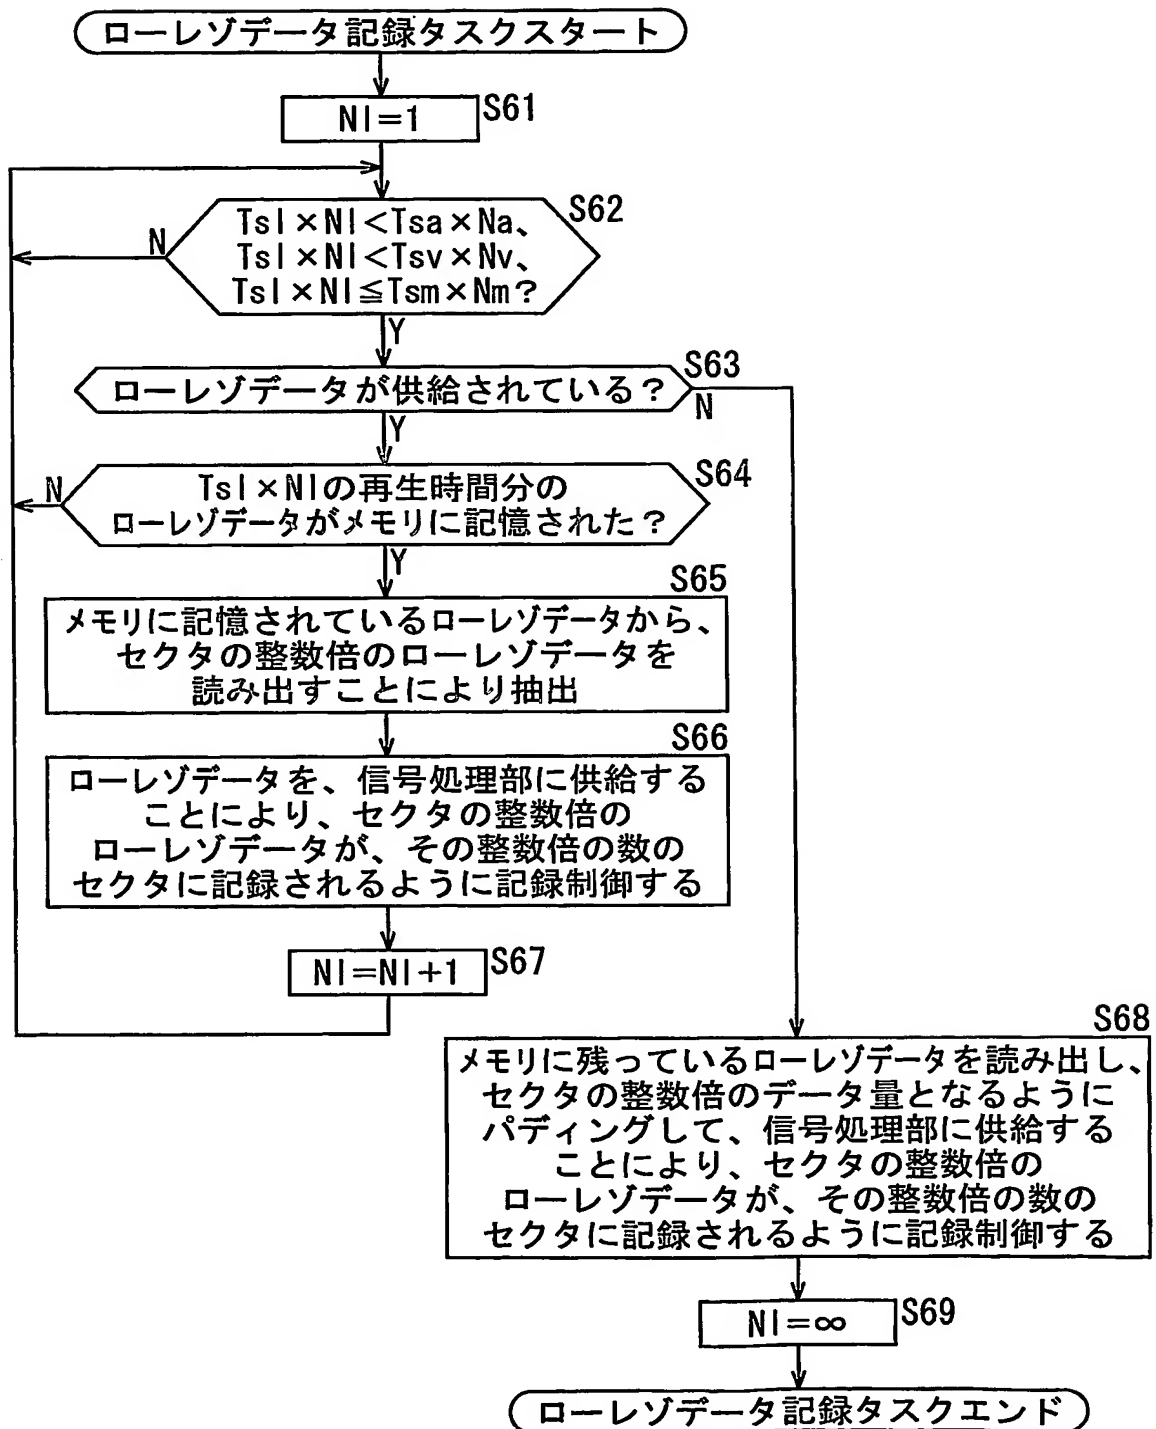 ローレゾデータ記録タスクスタート
Nl=1
S61
Tsl×Nl<Tsa×Na、
Tsl×Nl<Tsv×Nv、
Tsl×Nl≦Tsm×Nm?
S62
N
Y
ローレゾデータが供給されている?
S63
N
Y
Tsl×Nlの再生時間分の
ローレゾデータがメモリに記憶された?
S64
N
Y
S65
メモリに記憶されているローレゾデータから、
セクタの整数倍のローレゾデータを
読み出すことにより抽出
S66
ローレゾデータを、信号処理部に供給する
ことにより、セクタの整数倍の
ローレゾデータが、その整数倍の数の
セクタに記録されるように記録制御する
Nl=Nl+1
S67
S68
メモリに残っているローレゾデータを読み出し、
セクタの整数倍のデータ量となるように
パディングして、信号処理部に供給する
ことにより、セクタの整数倍の
ローレゾデータが、その整数倍の数の
セクタに記録されるように記録制御する
Nl=∞
S69
ローレゾデータ記録タスクエンド